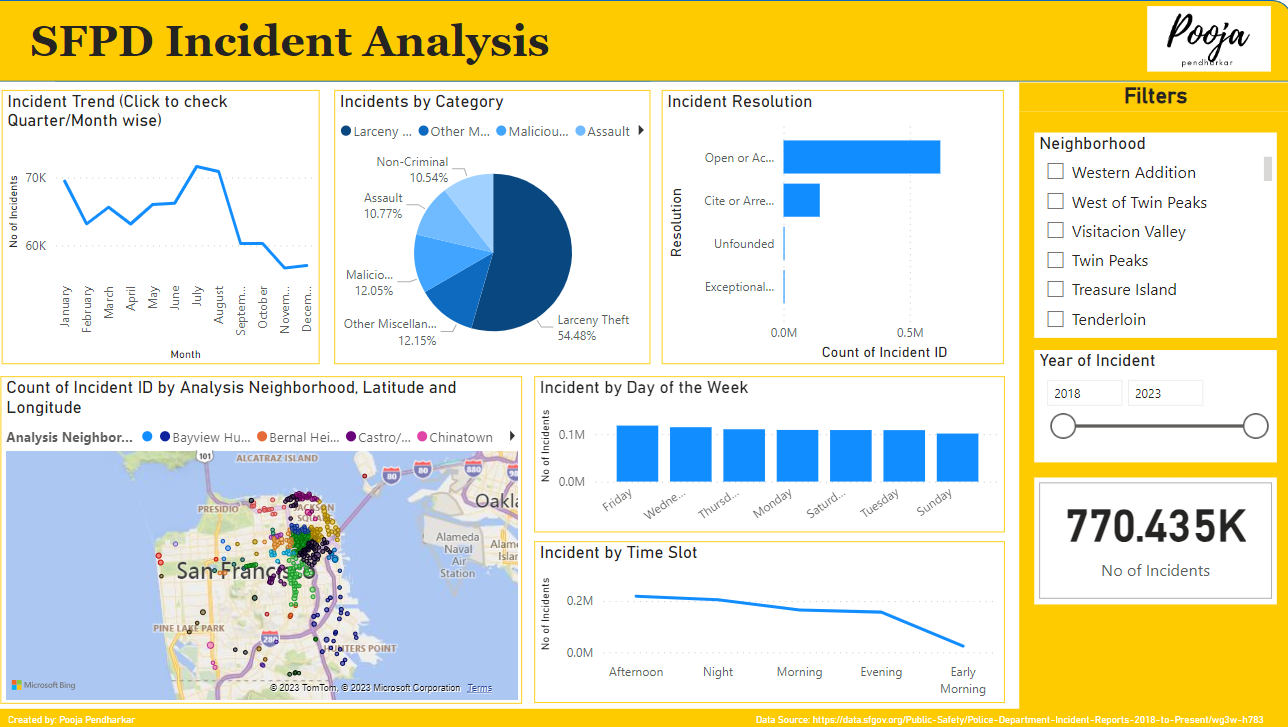 SFPD Incident Analysis
Pooja
pendharkar
Incident Trend (Click to check
Quarter/Month wise)
No of Incidents
70K
60K
January
February
March
April
May
June
July
August
Septem...
October
Novem...
Decem...
Month
Incidents by Category
Larceny ...
Other M...
Maliciou...
Assault
Non-Criminal
10.54%
Assault
10.77%
Malicio...
12.05%
Other Miscellan...
12.15%
Larceny Theft
54.48%
Incident Resolution
Resolution
Open or Ac...
Cite or Arre...
Unfounded
Exceptional...
0.0M
0.5M
Count of Incident ID
Filters
Neighborhood
Western Addition
West of Twin Peaks
Visitacion Valley
Twin Peaks
Treasure Island
Tenderloin
Year of Incident
2018
2023
770.435K
No of Incidents
Count of Incident ID by Analysis Neighborhood, Latitude and
Longitude
Analysis Neighbor...
Bayview Hu...
Bernal Hei...
Castro/...
Chinatown
101
ALCATRAZ ISLAND
80
80
880
PRESIDIO
JACKSON
Oakla
Alameda
Naval
Air
Station
San Franc
PINE LAKE PARK
280
HUNTERS POINT
Microsoft Bing
© 2023 TomTom, © 2023 Microsoft Corporation Terms
Incident by Day of the Week
No of Incidents
0.1M
0.0M
Friday
Wedne...
Thursd...
Monday
Saturd...
Tuesday
Sunday
Incident by Time Slot
No of Incidents
0.2M
0.0M
Afternoon
Night
Morning
Evening
Early
Morning
Created by: Pooja Pendharkar
Data Source: https://data.sfgov.org/Public-Safety/Police-Department-Incident-Reports-2018-to-Present/wg3w-h783